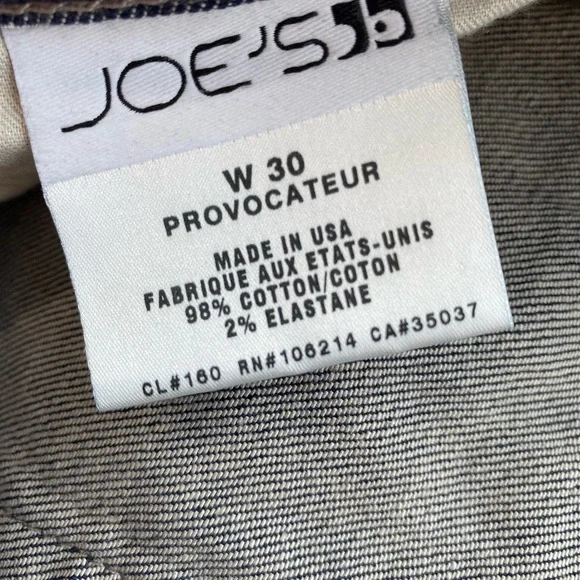 JOE'S
W 30
PROVOCATEUR
MADE IN USA
FABRIQUE AUX ETATS-UNIS
98% COTTON/COTON
2% ELASTANE
CL#160 RN#106214 CA#35037